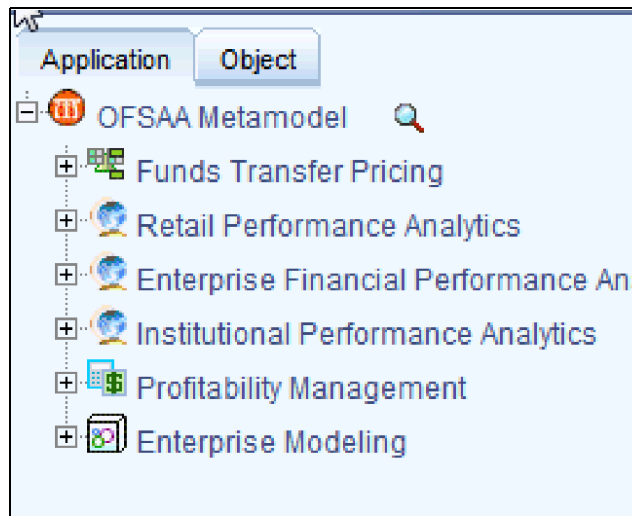 Application Object
OFSAA Metamodel
Funds Transfer Pricing
Retail Performance Analytics
Enterprise Financial Performance An
Institutional Performance Analytics
Profitability Management
Enterprise Modeling